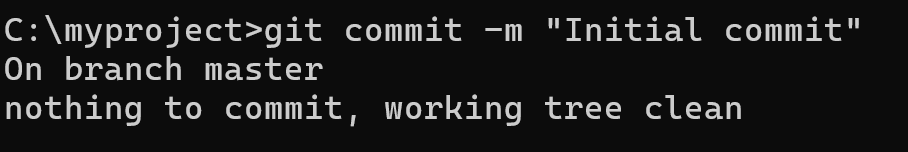 C:\myproject>git commit -m "Initial commit"
On branch master
nothing to commit, working tree clean